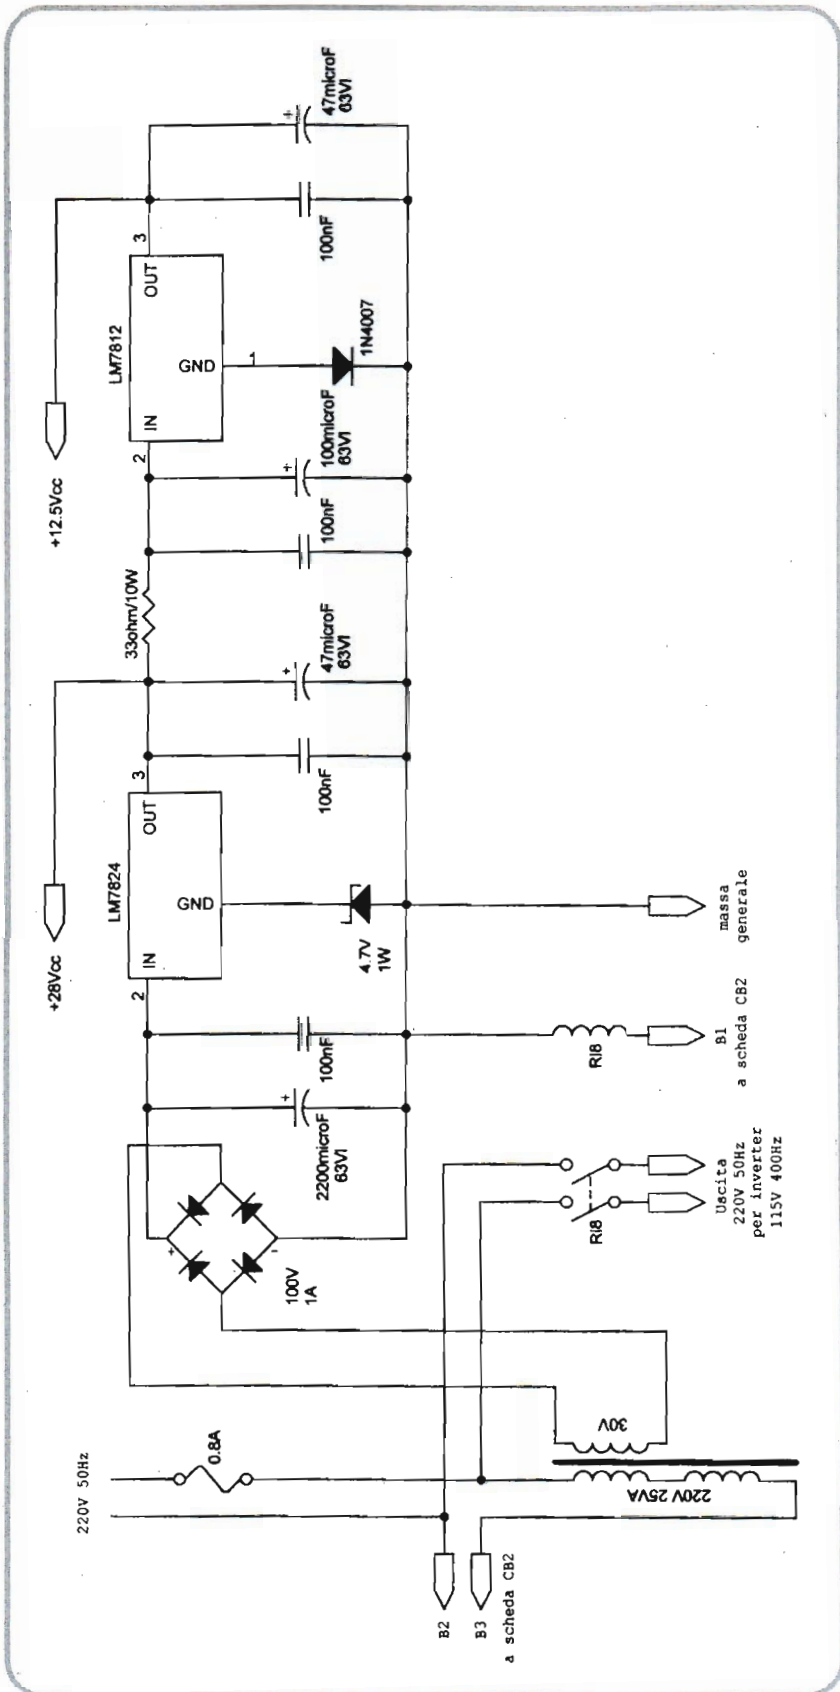 +28Vcc
+12.5Vcc
220V 50Hz
0.8A
LM7824
2
IN
OUT
3
GND
33ohm/10W
LM7812
2
IN
OUT
3
GND
1
+
-
100V
1A
+
2200microF
63Vl
100nF
4.7V
1W
100nF
+
47microF
63Vl
100nF
+
100microF
63Vl
1N4007
100nF
+
47microF
63Vl
B2
B3
a scheda CB2
30V
220V 25VA
Rl8
Uscita
220V 50Hz
per inverter
115V 400Hz
Rl8
B1
a scheda CB2
massa
generale